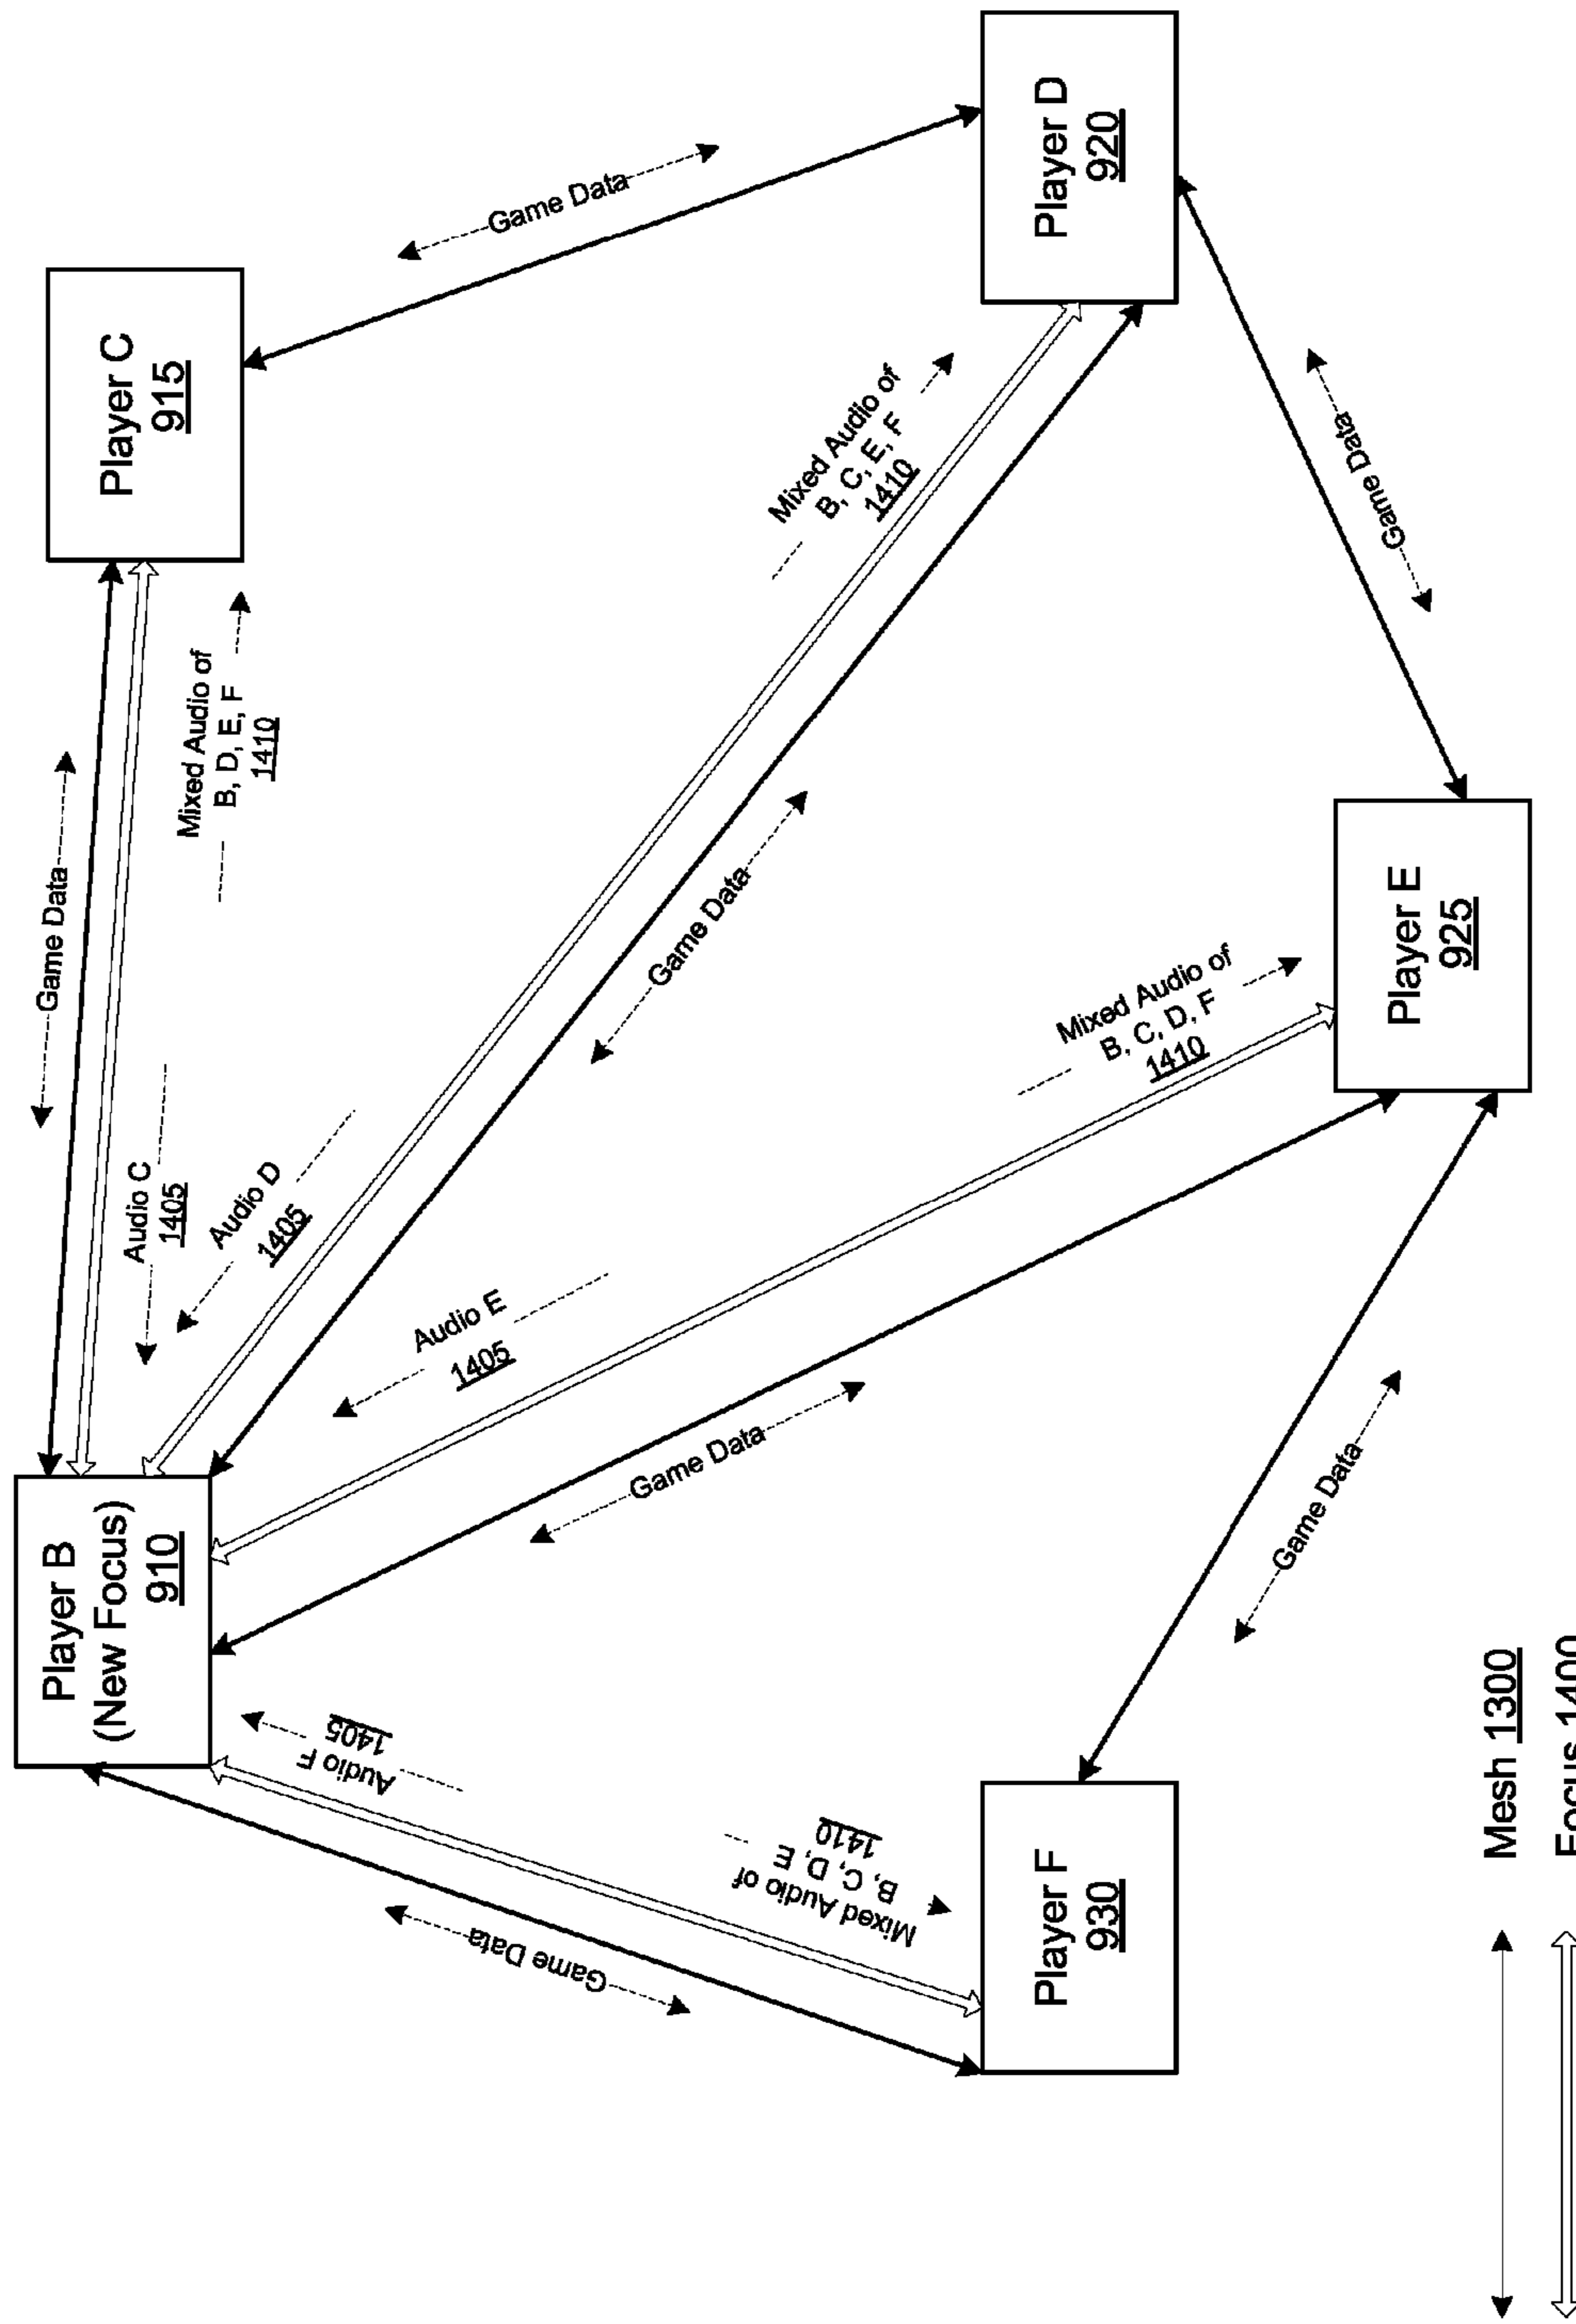 Player B
(New Focus)
910
Player C
915
Player D
920
Player E
925
Player F
930
Game Data
Audio C
1405
Mixed Audio of
B, D, E, F
1410
Game Data
Audio D
1405
Mixed Audio of
B, C, E, F
1410
Game Data
Audio E
1405
Mixed Audio of
B, C, D, F
1410
Game Data
Game Data
Audio F
1405
Mixed Audio of
B, C, D, E
1410
Game Data
Game Data
Mesh 1300
Focus 1400